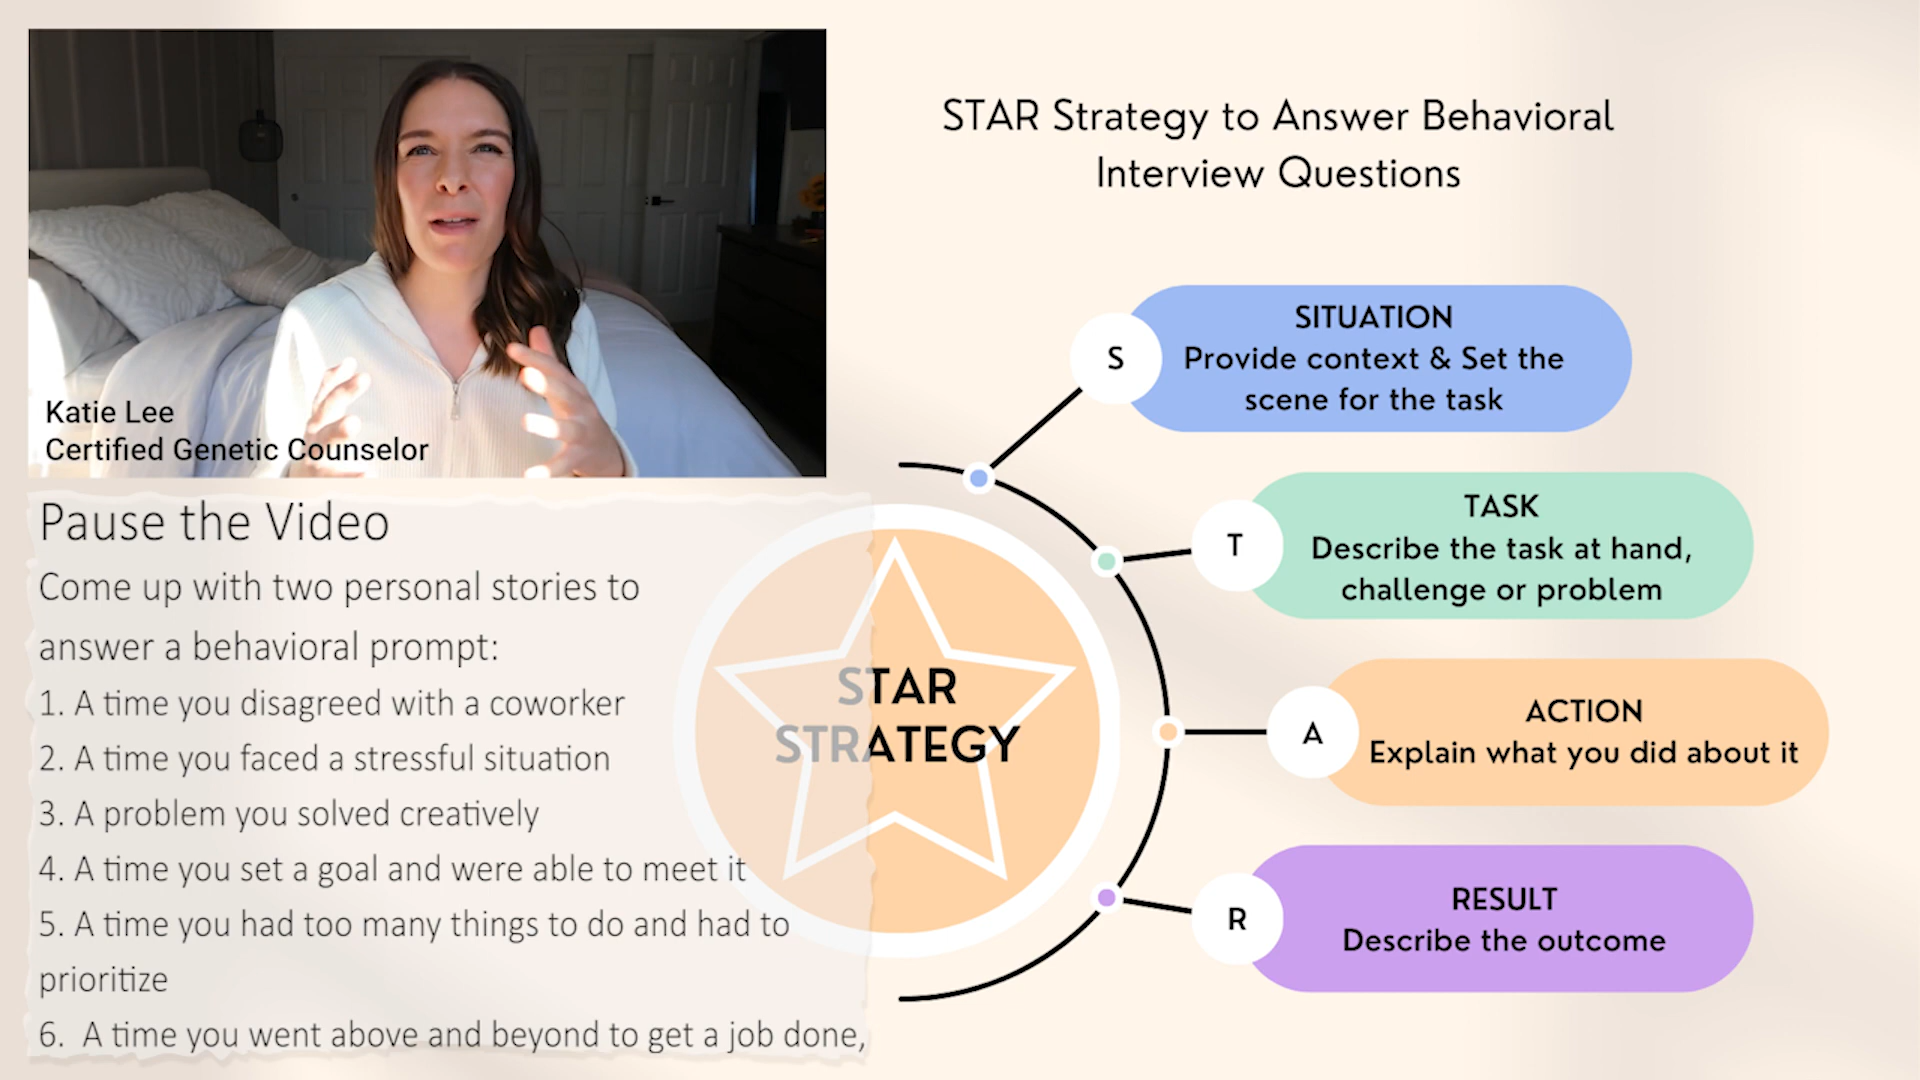 STAR Strategy to Answer Behavioral
Interview Questions
Katie Lee
Certified Genetic Counselor
Pause the Video
Come up with two personal stories to
answer a behavioral prompt:
1. A time you disagreed with a coworker
2. A time you faced a stressful situation
3. A problem you solved creatively
4. A time you set a goal and were able to meet it
5. A time you had too many things to do and had to
prioritize
6. A time you went above and beyond to get a job done,
STAR
STRATEGY
S
SITUATION
Provide context & Set the
scene for the task
T
TASK
Describe the task at hand,
challenge or problem
A
ACTION
Explain what you did about it
R
RESULT
Describe the outcome